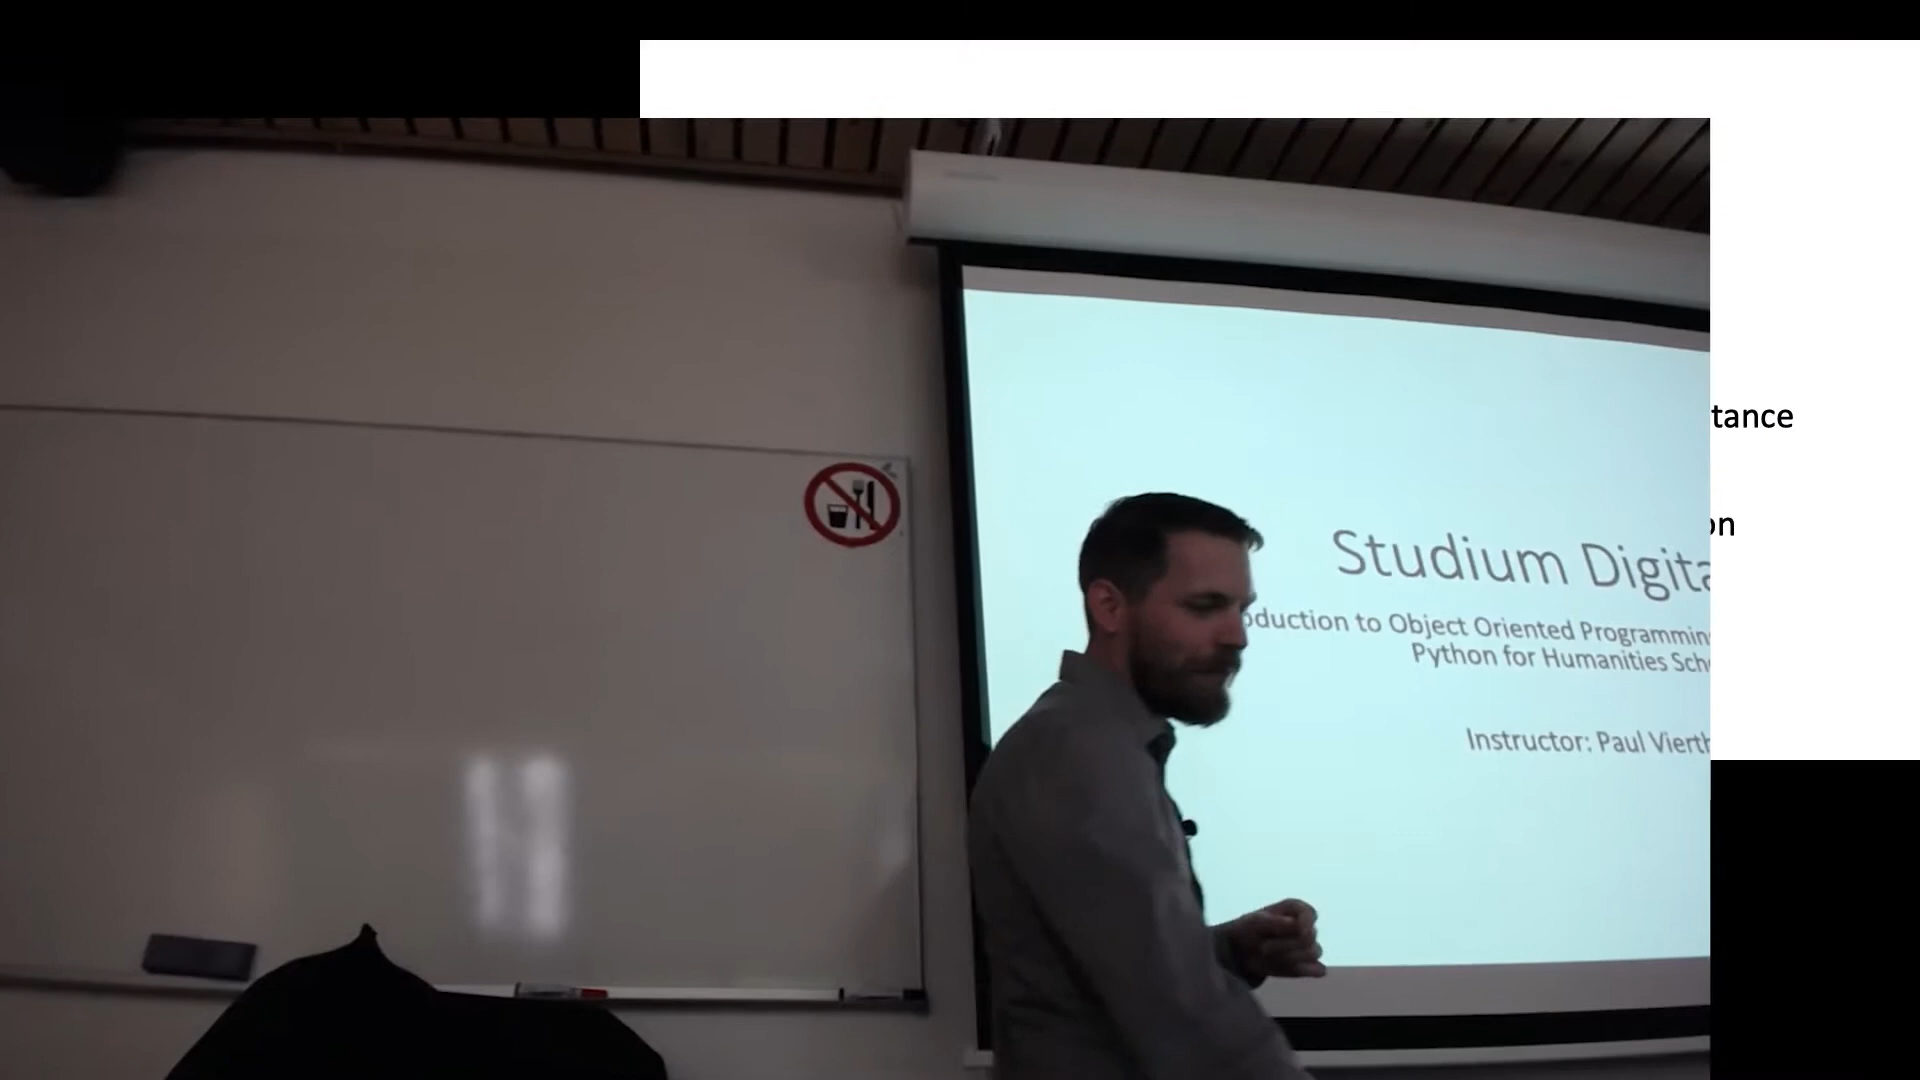 tance
on
Studium Digita
oduction to Object Oriented Programmin
Python for Humanities Sch
Instructor: Paul Vierth